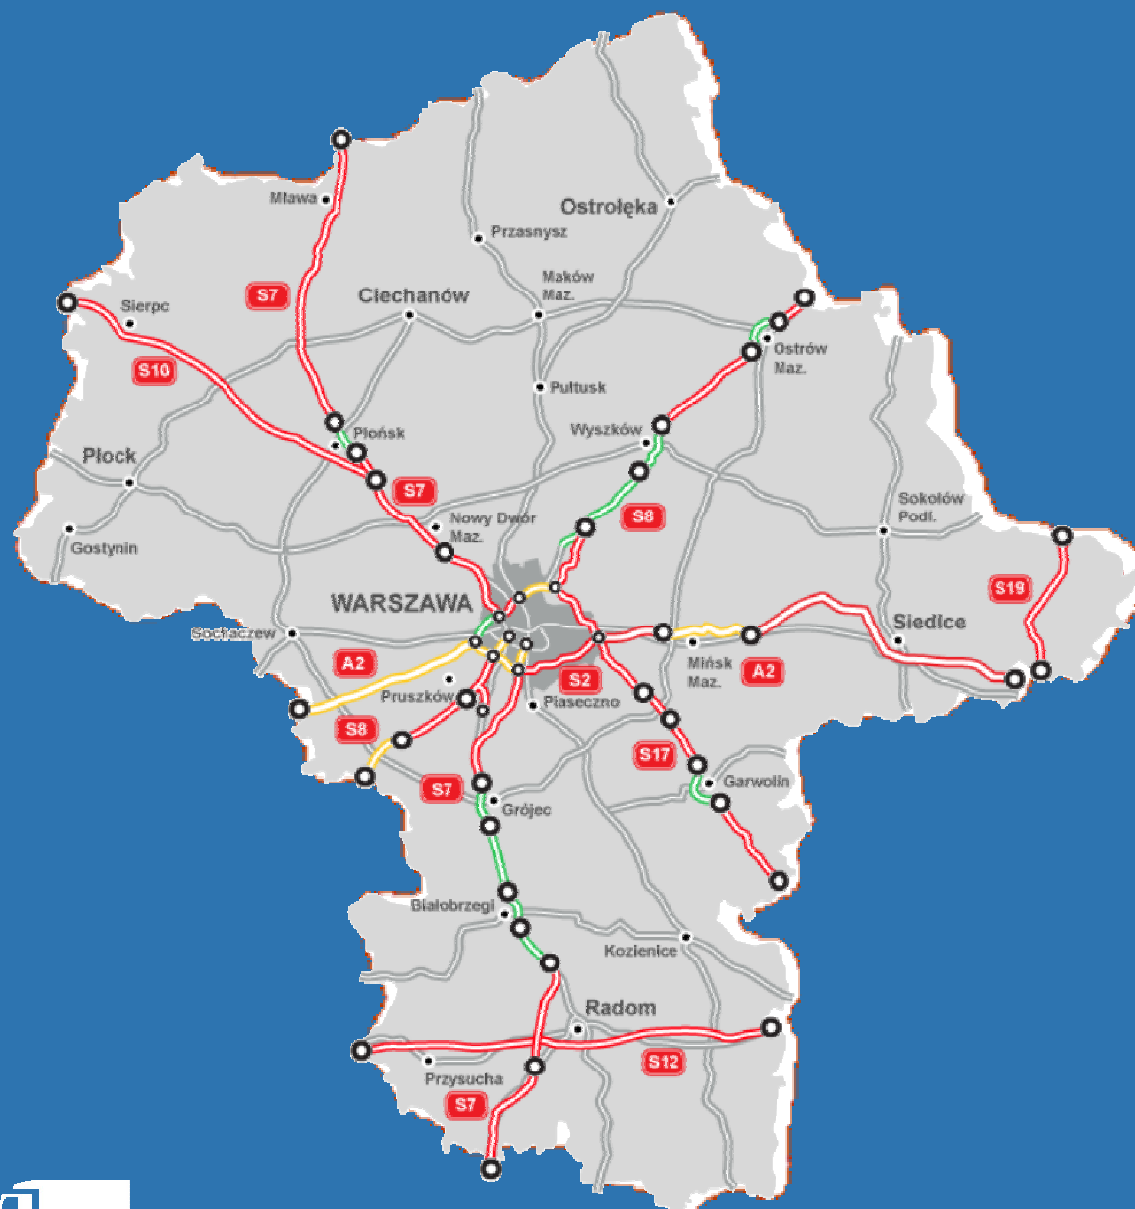 Mława
Ostrołęka
Przasnysz
Maków
Maz.
S7
Ciechanów
Sierpc
S10
Ostrów
Maz.
Pułtusk
Płońsk
Wyszków
Płock
S7
Sokołów
Podl.
S8
Nowy Dwór
Maz.
Gostynin
S19
WARSZAWA
Siedlce
Sochaczew
A2
Mińsk
Maz.
A2
S2
Pruszków
Piaseczno
S8
S17
S7
Garwolin
Grójec
Białobrzegi
Kozienice
Radom
S12
Przysucha
S7